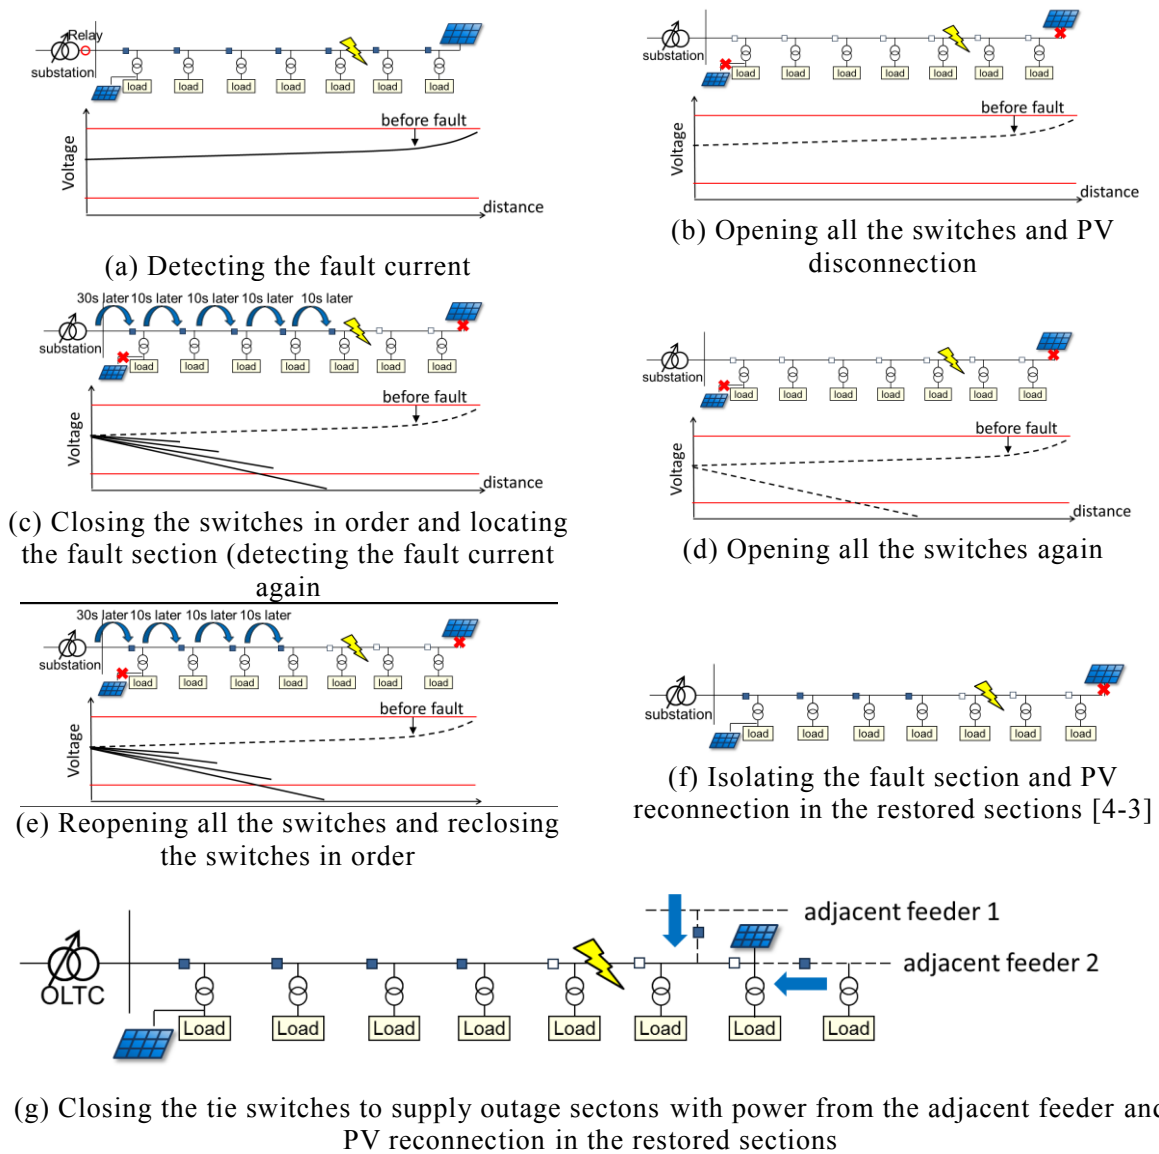 Relay
substation
load load load load load load load
before fault
Voltage
distance
(a) Detecting the fault current
substation
load load load load load load load
before fault
Voltage
distance
(b) Opening all the switches and PV
disconnection
30s later 10s later 10s later 10s later 10s later
substation
load load load load load load load
before fault
Voltage
distance
(c) Closing the switches in order and locating
the fault section (detecting the fault current
again
substation
load load load load load load load
before fault
Voltage
distance
(d) Opening all the switches again
30s later 10s later 10s later 10s later
substation
load load load load load load load
before fault
Voltage
(e) Reopening all the switches and reclosing
the switches in order
substation
load load load load load load load
(f) Isolating the fault section and PV
reconnection in the restored sections [4-3]
adjacent feeder 1
adjacent feeder 2
OLTC
Load Load Load Load Load Load Load Load
(g) Closing the tie switches to supply outage sectons with power from the adjacent feeder and
PV reconnection in the restored sections